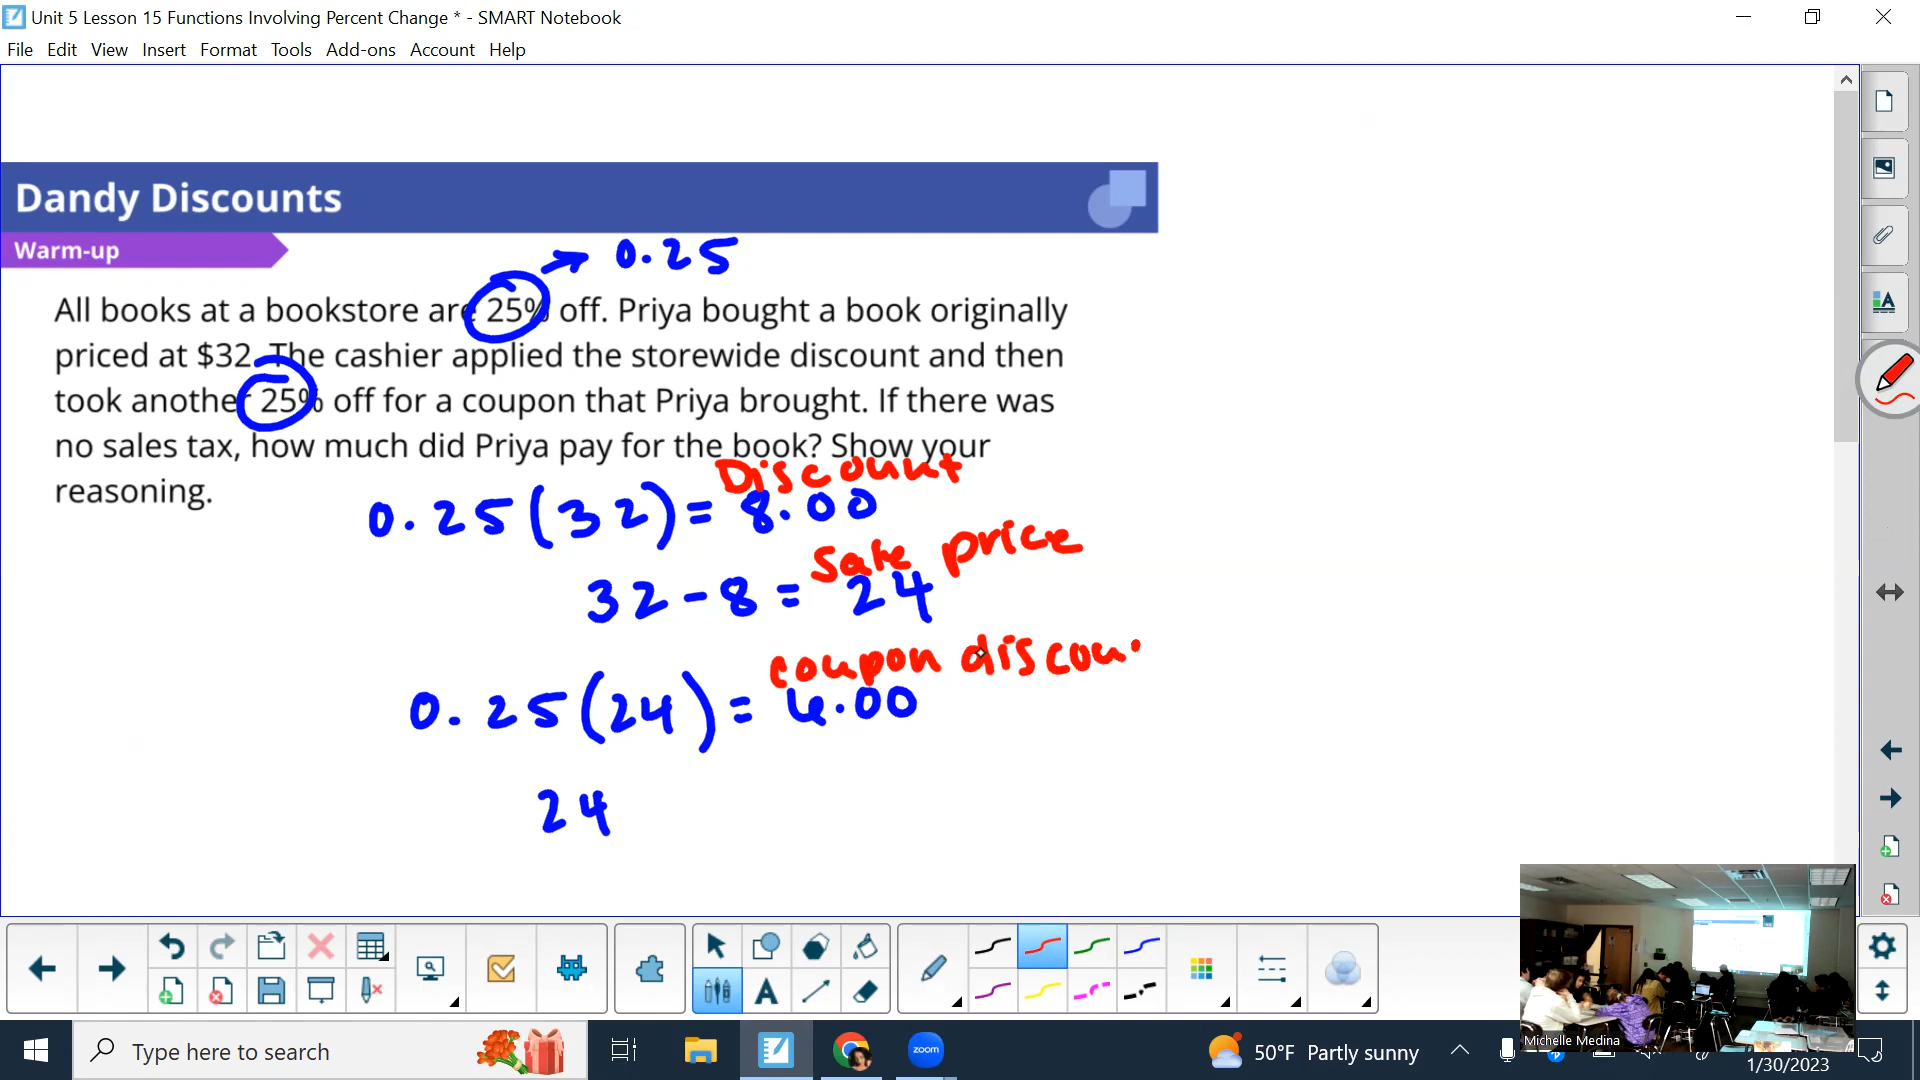 Unit 5 Lesson 15 Functions Involving Percent Change * - SMART Notebook
File Edit View Insert Format Tools Add-ons Account Help
Dandy Discounts
Warm-up
→ 0.25
All books at a bookstore are 25% off. Priya bought a book originally
priced at $32. The cashier applied the storewide discount and then
took another 25% off for a coupon that Priya brought. If there was
no sales tax, how much did Priya pay for the book? Show your
reasoning.
Discount
0.25(32) = 8.00
Sale price
32 - 8 = 24
coupon discou
0.25(24) = 6.00
24
Michelle Medina
Type here to search
zoom
50°F Partly sunny
1/30/2023